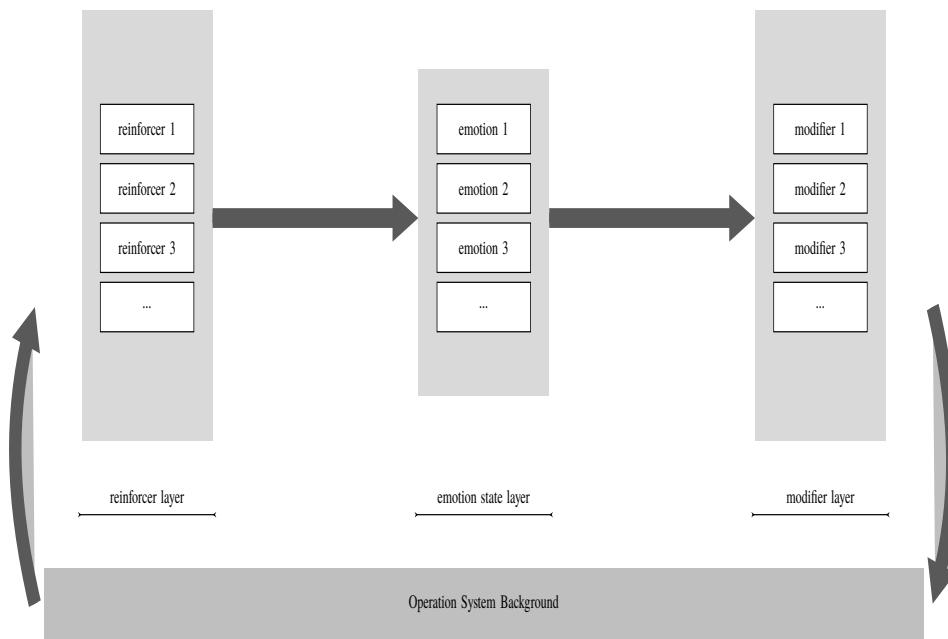 reinforcer 1
reinforcer 2
reinforcer 3
...
emotion 1
emotion 2
emotion 3
...
modifier 1
modifier 2
modifier 3
...
reinforcer layer
emotion state layer
modifier layer
Operation System Background